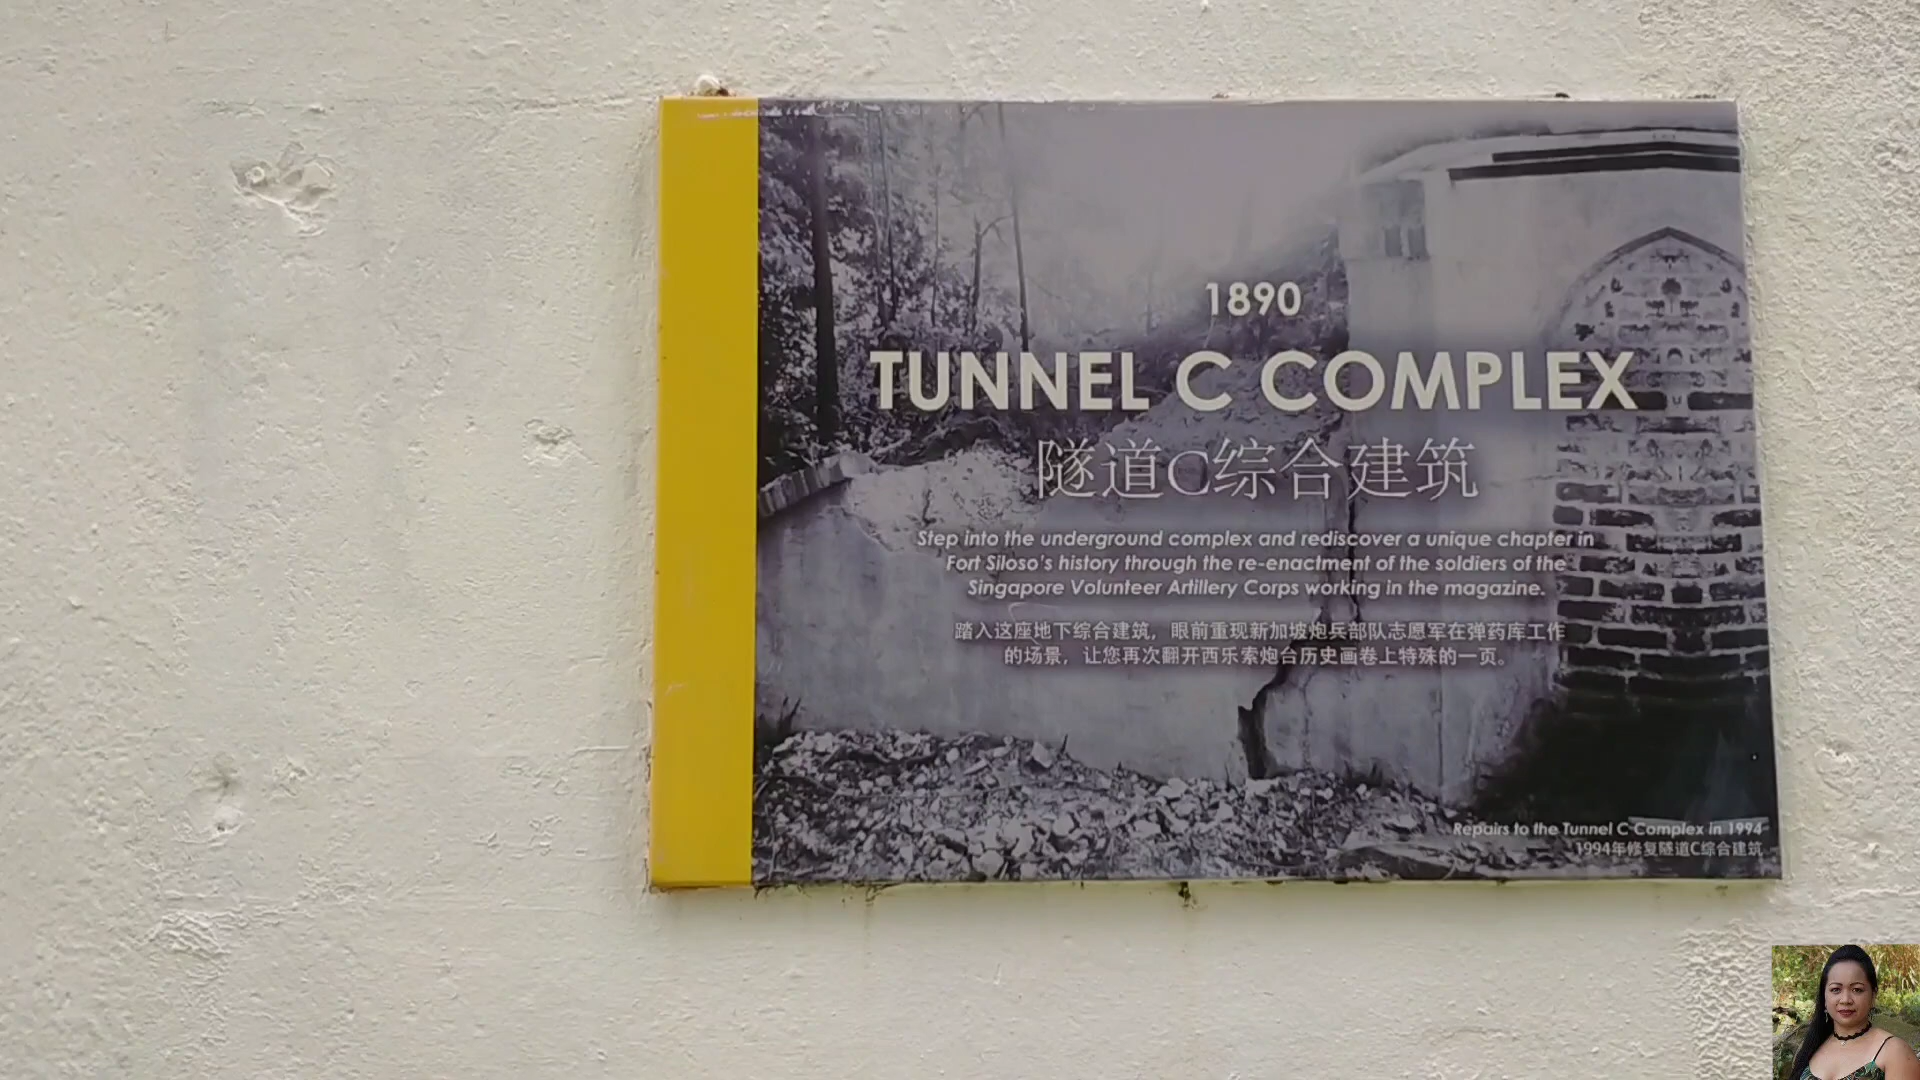 1890
TUNNEL C COMPLEX
隧道C综合建筑
Step into the underground complex and rediscover a unique chapter in
Fort Siloso's history through the re-enactment of the soldiers of the
Singapore Volunteer Artillery Corps working in the magazine.
踏入这座地下综合建筑，眼前重现新加坡炮兵部队志愿军在弹药库工作
的场景，让您再次翻开西乐索炮台历史画卷上特殊的一页。
Repairs to the Tunnel C Complex in 1994
1994年修复隧道C综合建筑